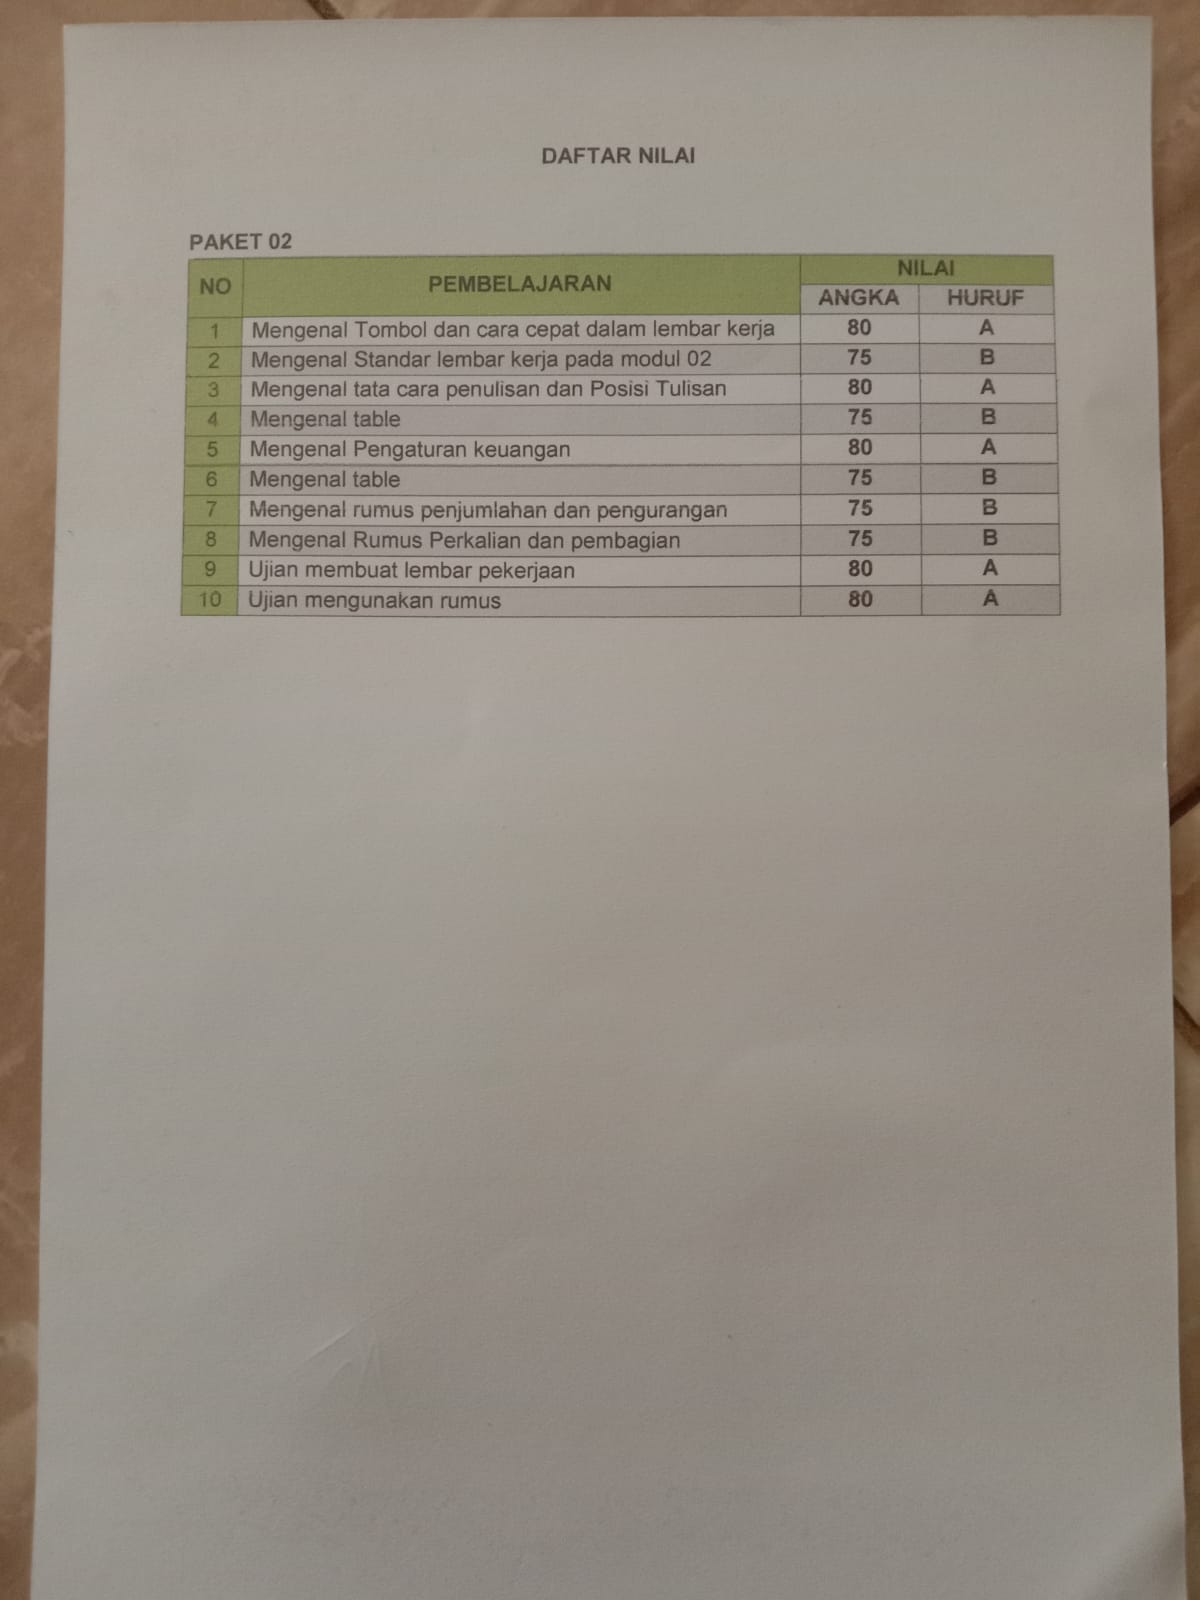 DAFTAR NILAI
PAKET 02
NO PEMBELAJARAN NILAI
ANGKA HURUF
1 Mengenal Tombol dan cara cepat dalam lembar kerja 80 A
2 Mengenal Standar lembar kerja pada modul 02 75 B
3 Mengenal tata cara penulisan dan Posisi Tulisan 80 A
4 Mengenal table 75 B
5 Mengenal Pengaturan keuangan 80 A
6 Mengenal table 75 B
7 Mengenal rumus penjumlahan dan pengurangan 75 B
8 Mengenal Rumus Perkalian dan pembagian 75 B
9 Ujian membuat lembar pekerjaan 80 A
10 Ujian mengunakan rumus 80 A